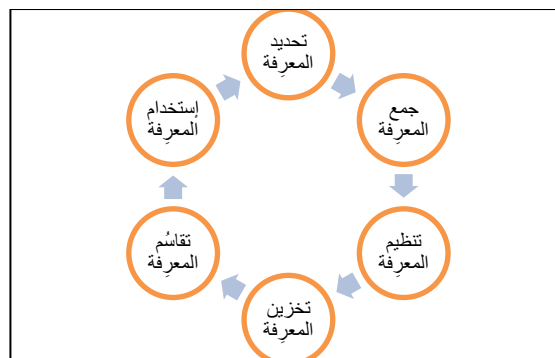 تحديد
المعرِفة
جمع
المعرِفة
تنظيم
المعرِفة
تخزين
المعرِفة
تقاسُم
المعرِفة
إستخدام
المعرِفة